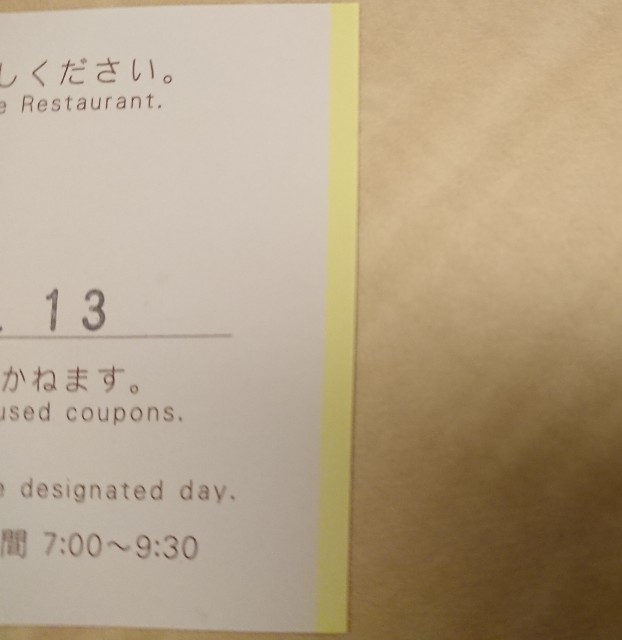 しください。
e Restaurant.
. 13
かねます。
used coupons.
e designated day.
間 7:00～9:30